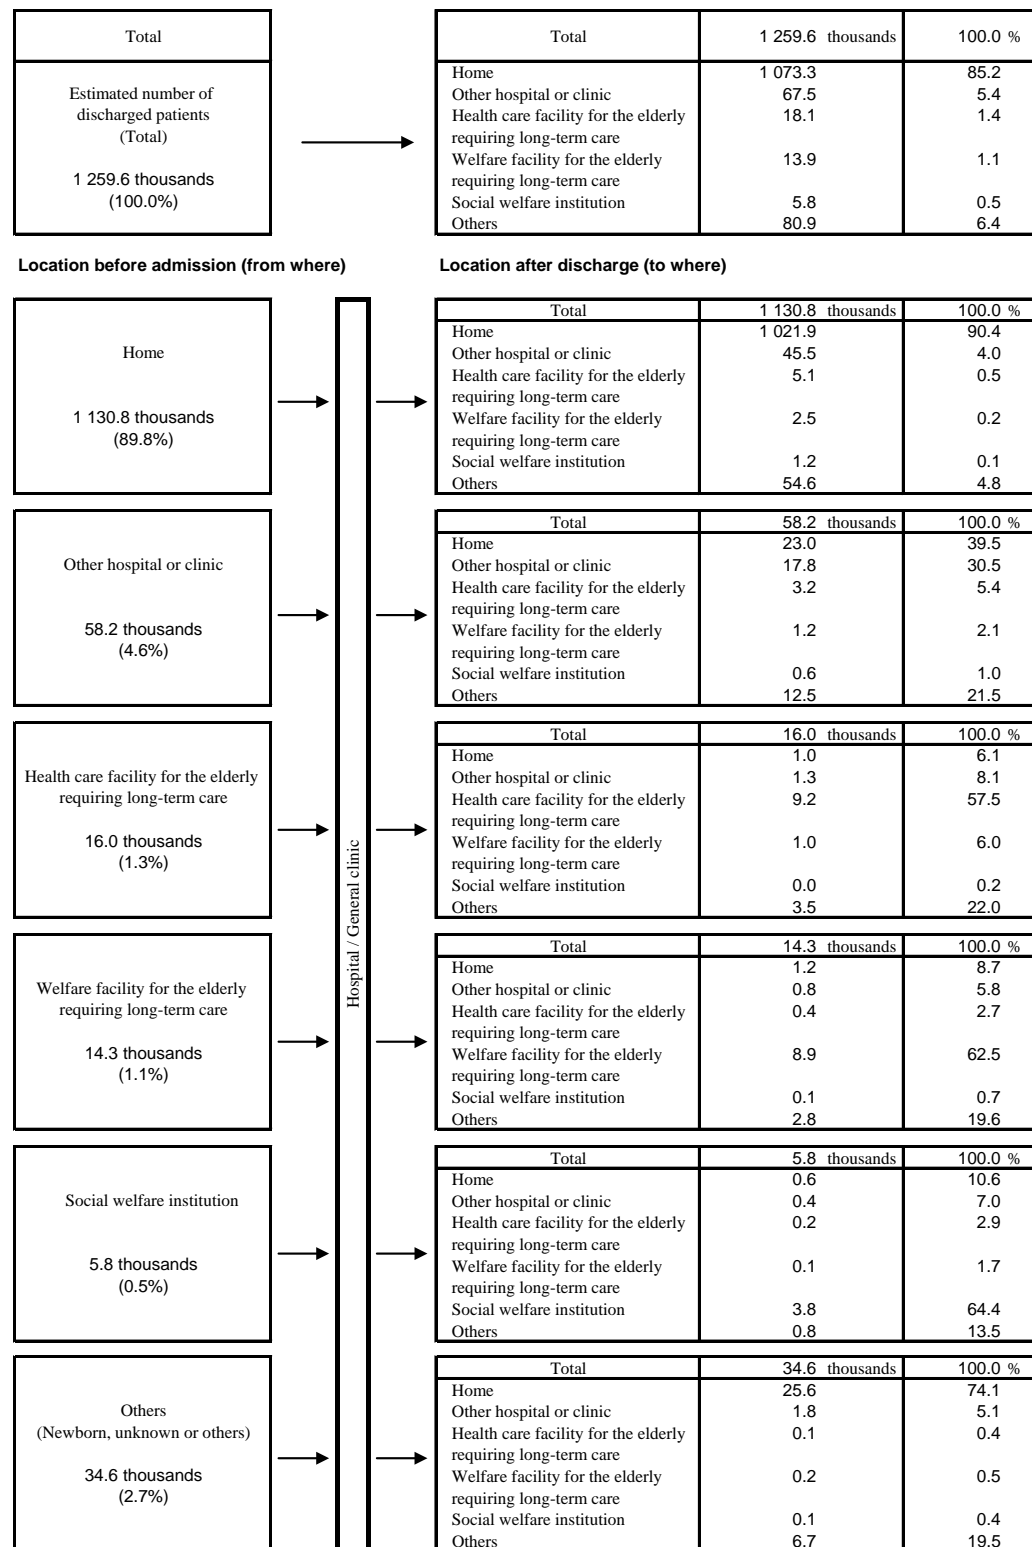 Total
Estimated number of
discharged patients
(Total)
1 259.6 thousands
(100.0%)
Total 1 259.6 thousands 100.0 %
Home 1 073.3 85.2
Other hospital or clinic 67.5 5.4
Health care facility for the elderly 18.1 1.4
requiring long-term care
Welfare facility for the elderly 13.9 1.1
requiring long-term care
Social welfare institution 5.8 0.5
Others 80.9 6.4
Location before admission (from where)
Location after discharge (to where)
Hospital / General clinic
Home
1 130.8 thousands
(89.8%)
Total 1 130.8 thousands 100.0 %
Home 1 021.9 90.4
Other hospital or clinic 45.5 4.0
Health care facility for the elderly 5.1 0.5
requiring long-term care
Welfare facility for the elderly 2.5 0.2
requiring long-term care
Social welfare institution 1.2 0.1
Others 54.6 4.8
Other hospital or clinic
58.2 thousands
(4.6%)
Total 58.2 thousands 100.0 %
Home 23.0 39.5
Other hospital or clinic 17.8 30.5
Health care facility for the elderly 3.2 5.4
requiring long-term care
Welfare facility for the elderly 1.2 2.1
requiring long-term care
Social welfare institution 0.6 1.0
Others 12.5 21.5
Health care facility for the elderly
requiring long-term care
16.0 thousands
(1.3%)
Total 16.0 thousands 100.0 %
Home 1.0 6.1
Other hospital or clinic 1.3 8.1
Health care facility for the elderly 9.2 57.5
requiring long-term care
Welfare facility for the elderly 1.0 6.0
requiring long-term care
Social welfare institution 0.0 0.2
Others 3.5 22.0
Welfare facility for the elderly
requiring long-term care
14.3 thousands
(1.1%)
Total 14.3 thousands 100.0 %
Home 1.2 8.7
Other hospital or clinic 0.8 5.8
Health care facility for the elderly 0.4 2.7
requiring long-term care
Welfare facility for the elderly 8.9 62.5
requiring long-term care
Social welfare institution 0.1 0.7
Others 2.8 19.6
Social welfare institution
5.8 thousands
(0.5%)
Total 5.8 thousands 100.0 %
Home 0.6 10.6
Other hospital or clinic 0.4 7.0
Health care facility for the elderly 0.2 2.9
requiring long-term care
Welfare facility for the elderly 0.1 1.7
requiring long-term care
Social welfare institution 3.8 64.4
Others 0.8 13.5
Others
(Newborn, unknown or others)
34.6 thousands
(2.7%)
Total 34.6 thousands 100.0 %
Home 25.6 74.1
Other hospital or clinic 1.8 5.1
Health care facility for the elderly 0.1 0.4
requiring long-term care
Welfare facility for the elderly 0.2 0.5
requiring long-term care
Social welfare institution 0.1 0.4
Others 6.7 19.5